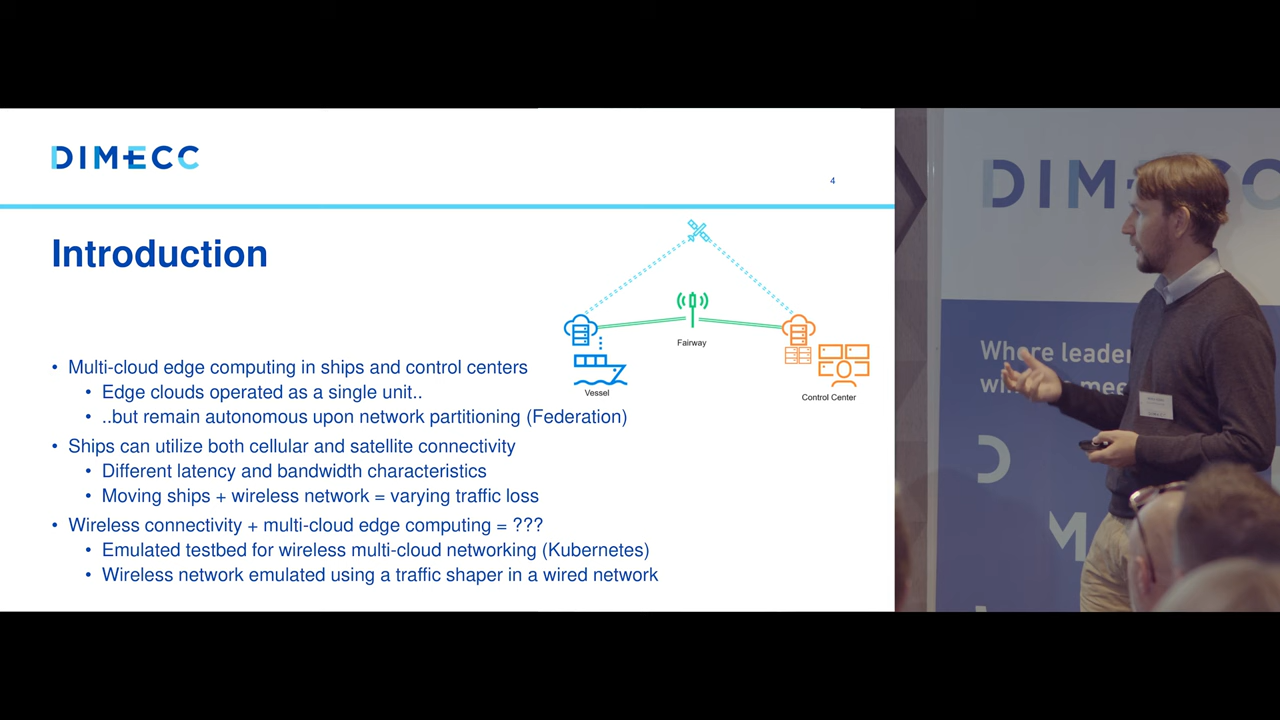 DIMECC
4
Introduction
Fairway
Vessel
Control Center
• Multi-cloud edge computing in ships and control centers
• Edge clouds operated as a single unit..
• ..but remain autonomous upon network partitioning (Federation)
• Ships can utilize both cellular and satellite connectivity
• Different latency and bandwidth characteristics
• Moving ships + wireless network = varying traffic loss
• Wireless connectivity + multi-cloud edge computing = ???
• Emulated testbed for wireless multi-cloud networking (Kubernetes)
• Wireless network emulated using a traffic shaper in a wired network
DIM
C
Where leader
D
M